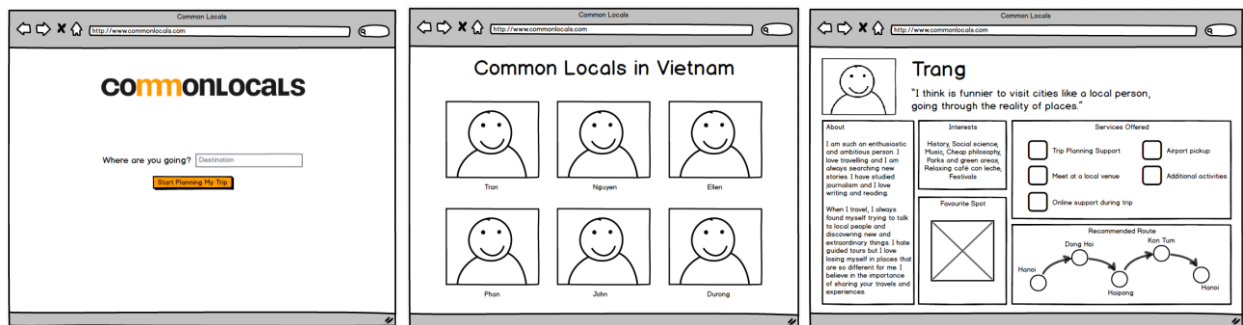 Common Locals
http://www.commonlocals.com
commonlocals
Where are you going? Destination
Start Planning My Trip
Common Locals
http://www.commonlocals.com
Common Locals in Vietnam
Tran Nguyen Ellen
Phan John Durong
Common Locals
http://www.commonlocals.com
Trang
"I think is funnier to visit cities like a local person,
going through the reality of places."
About
I am such an enthusiastic
and ambitious person. I
love travelling and I am
always searching new
stories. I have studied
journalism and I love
writing and reading.
When I travel, I always
found myself trying to talk
to local people and
discovering new and
extraordinary things. I hate
guided tours but I love
losing myself in places that
are so different for me. I
believe in the importance
of sharing your travels and
experiences.
Interests
History, Social science,
Music, Cheap philosophy,
Parks and green areas,
Relaxing café con leche,
Festivals
Favourite Spot
Services Offered
Trip Planning Support Airport pickup
Meet at a local venue Additional activities
Online support during trip
Recommended Route
Hanoi
Dong Hoi
Haipong
Kon Tum
Hanoi